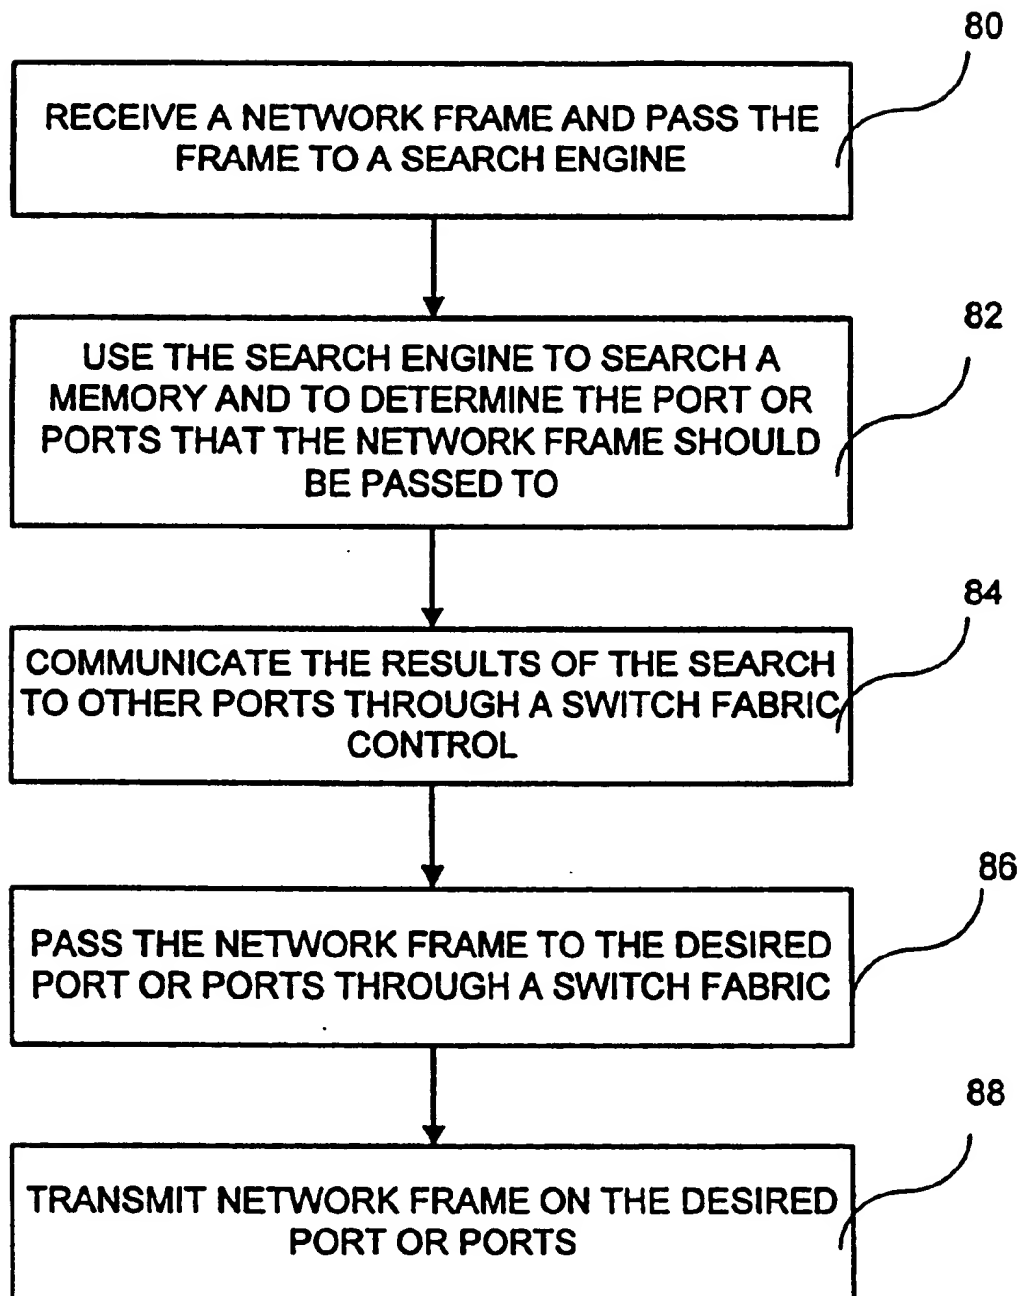 80
RECEIVE A NETWORK FRAME AND PASS THE
FRAME TO A SEARCH ENGINE
82
USE THE SEARCH ENGINE TO SEARCH A
MEMORY AND TO DETERMINE THE PORT OR
PORTS THAT THE NETWORK FRAME SHOULD
BE PASSED TO
84
COMMUNICATE THE RESULTS OF THE SEARCH
TO OTHER PORTS THROUGH A SWITCH FABRIC
CONTROL
86
PASS THE NETWORK FRAME TO THE DESIRED
PORT OR PORTS THROUGH A SWITCH FABRIC
88
TRANSMIT NETWORK FRAME ON THE DESIRED
PORT OR PORTS